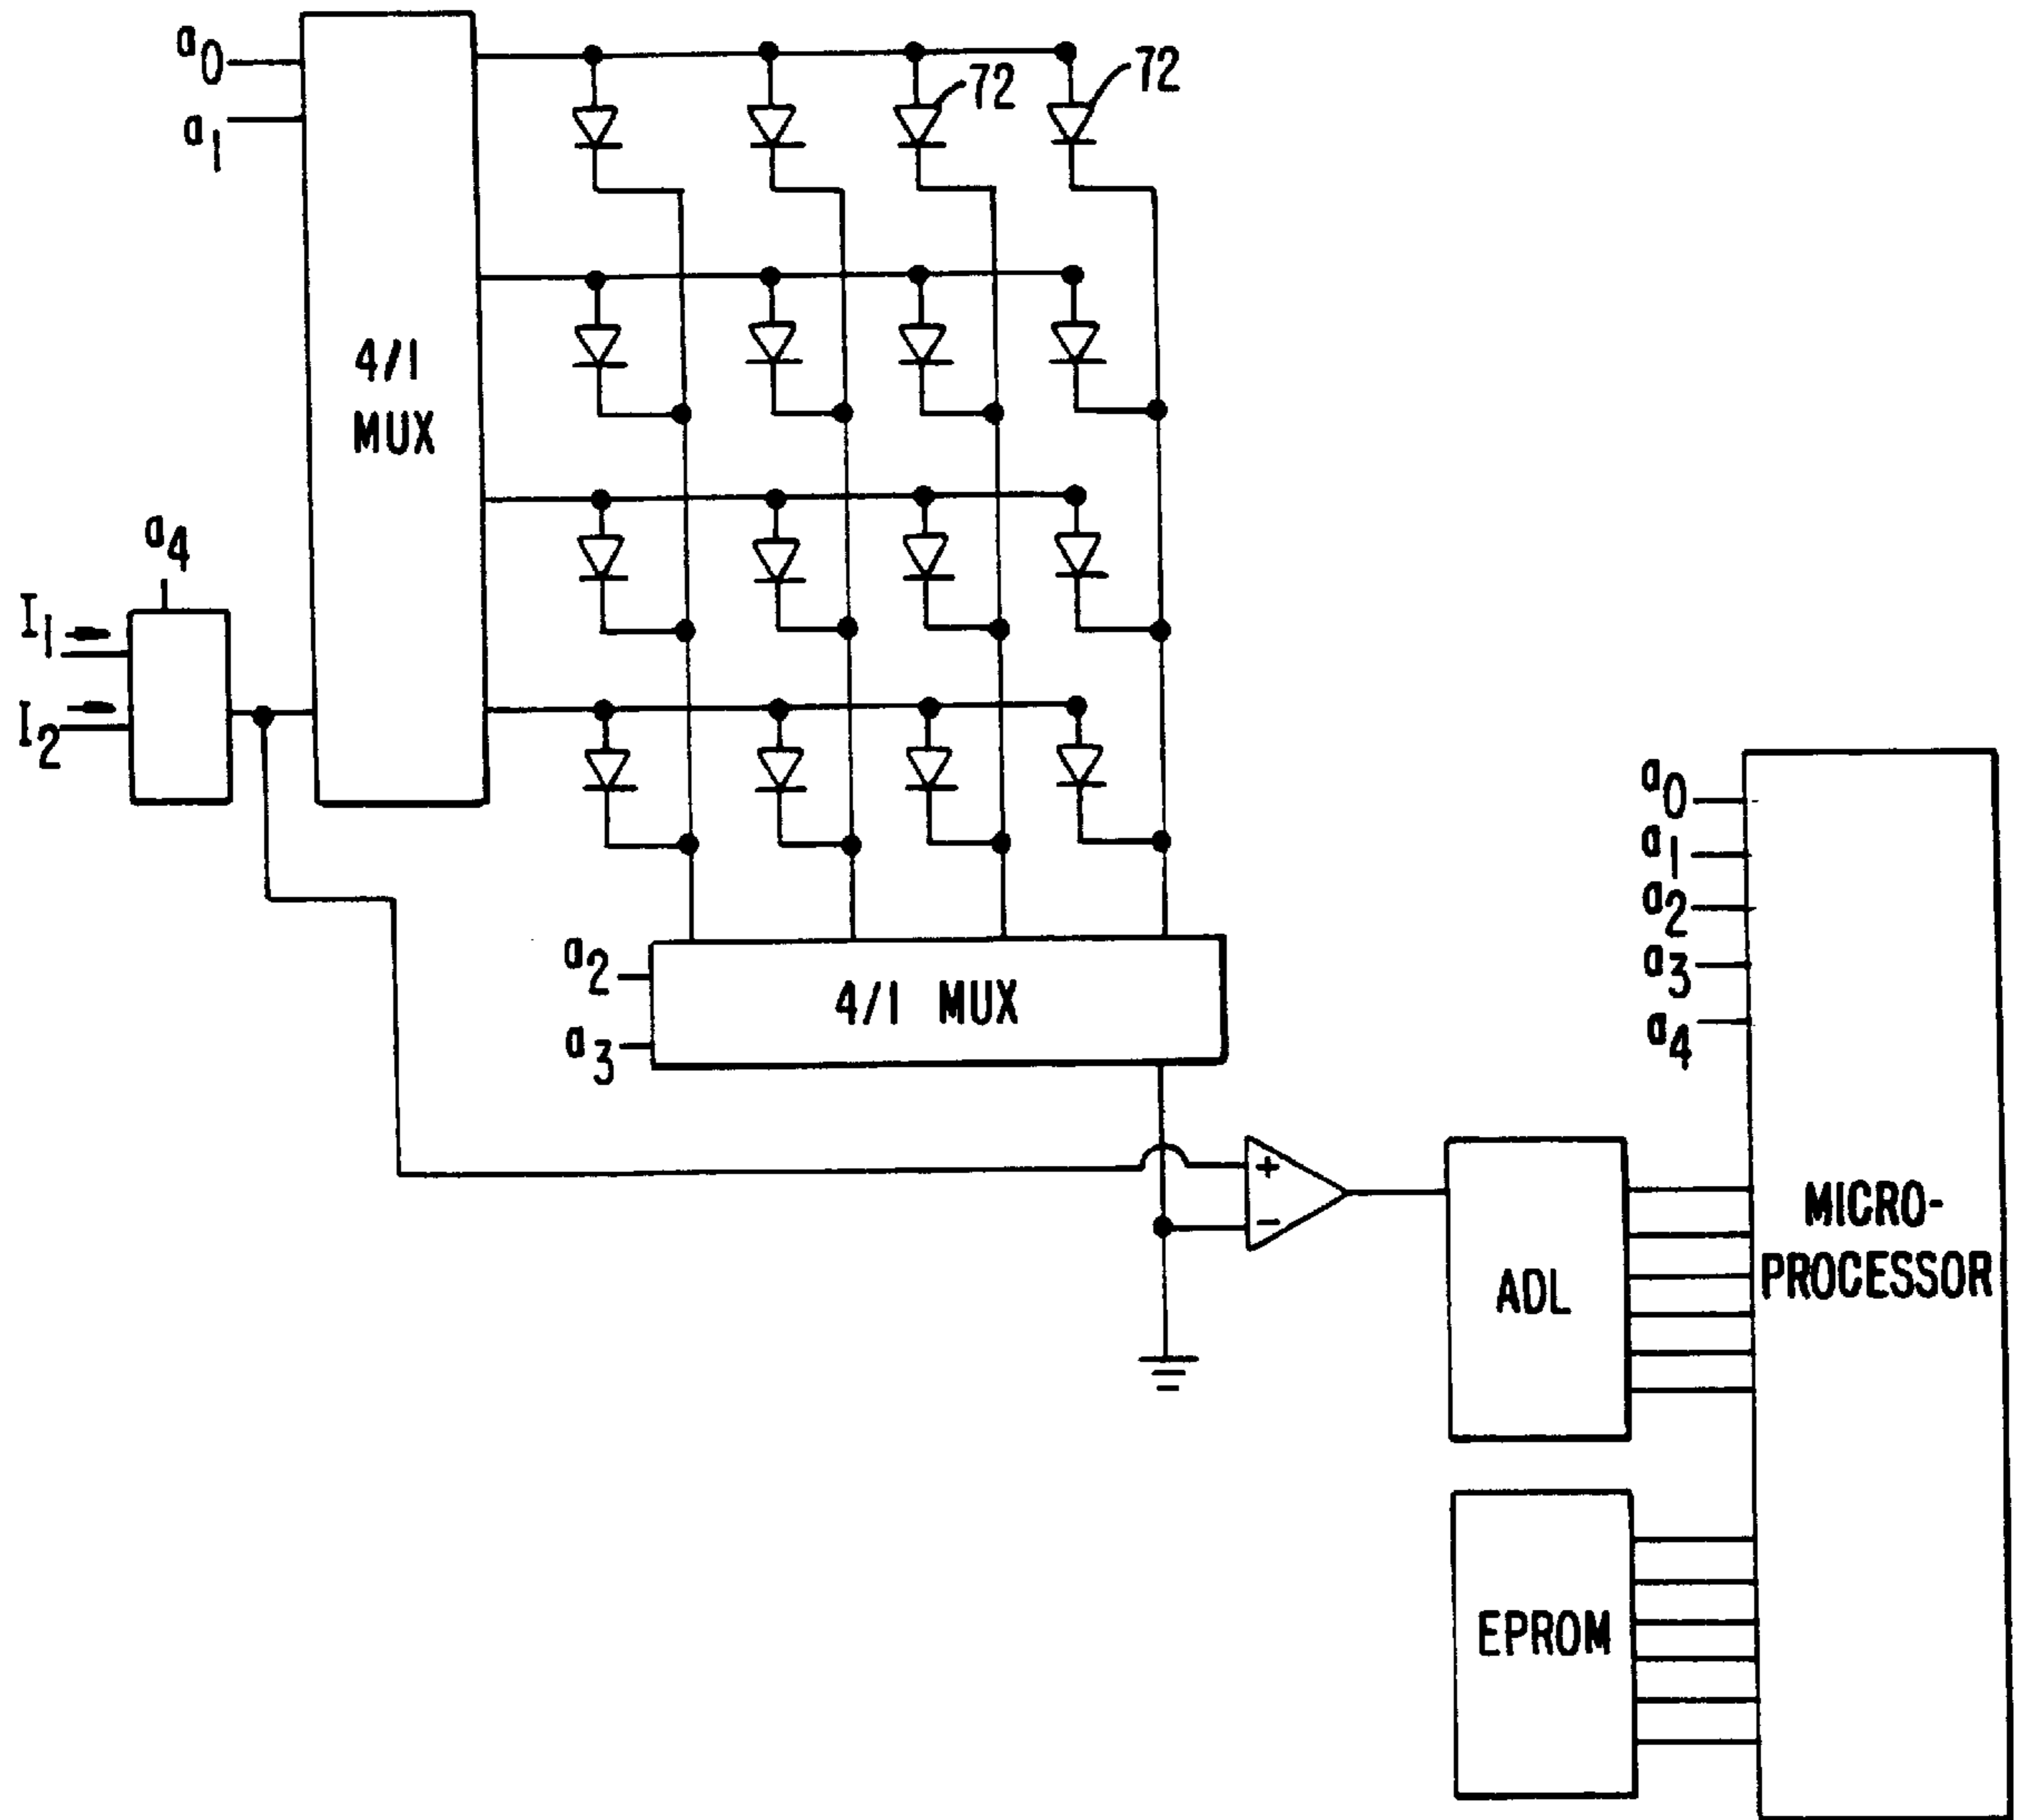 a0
a1
72
72
4/1
MUX
a4
I1
I2
a0
a1
a2
a3
a4
a2
a3
4/1 MUX
+
−
ADL
MICRO-
PROCESSOR
EPROM